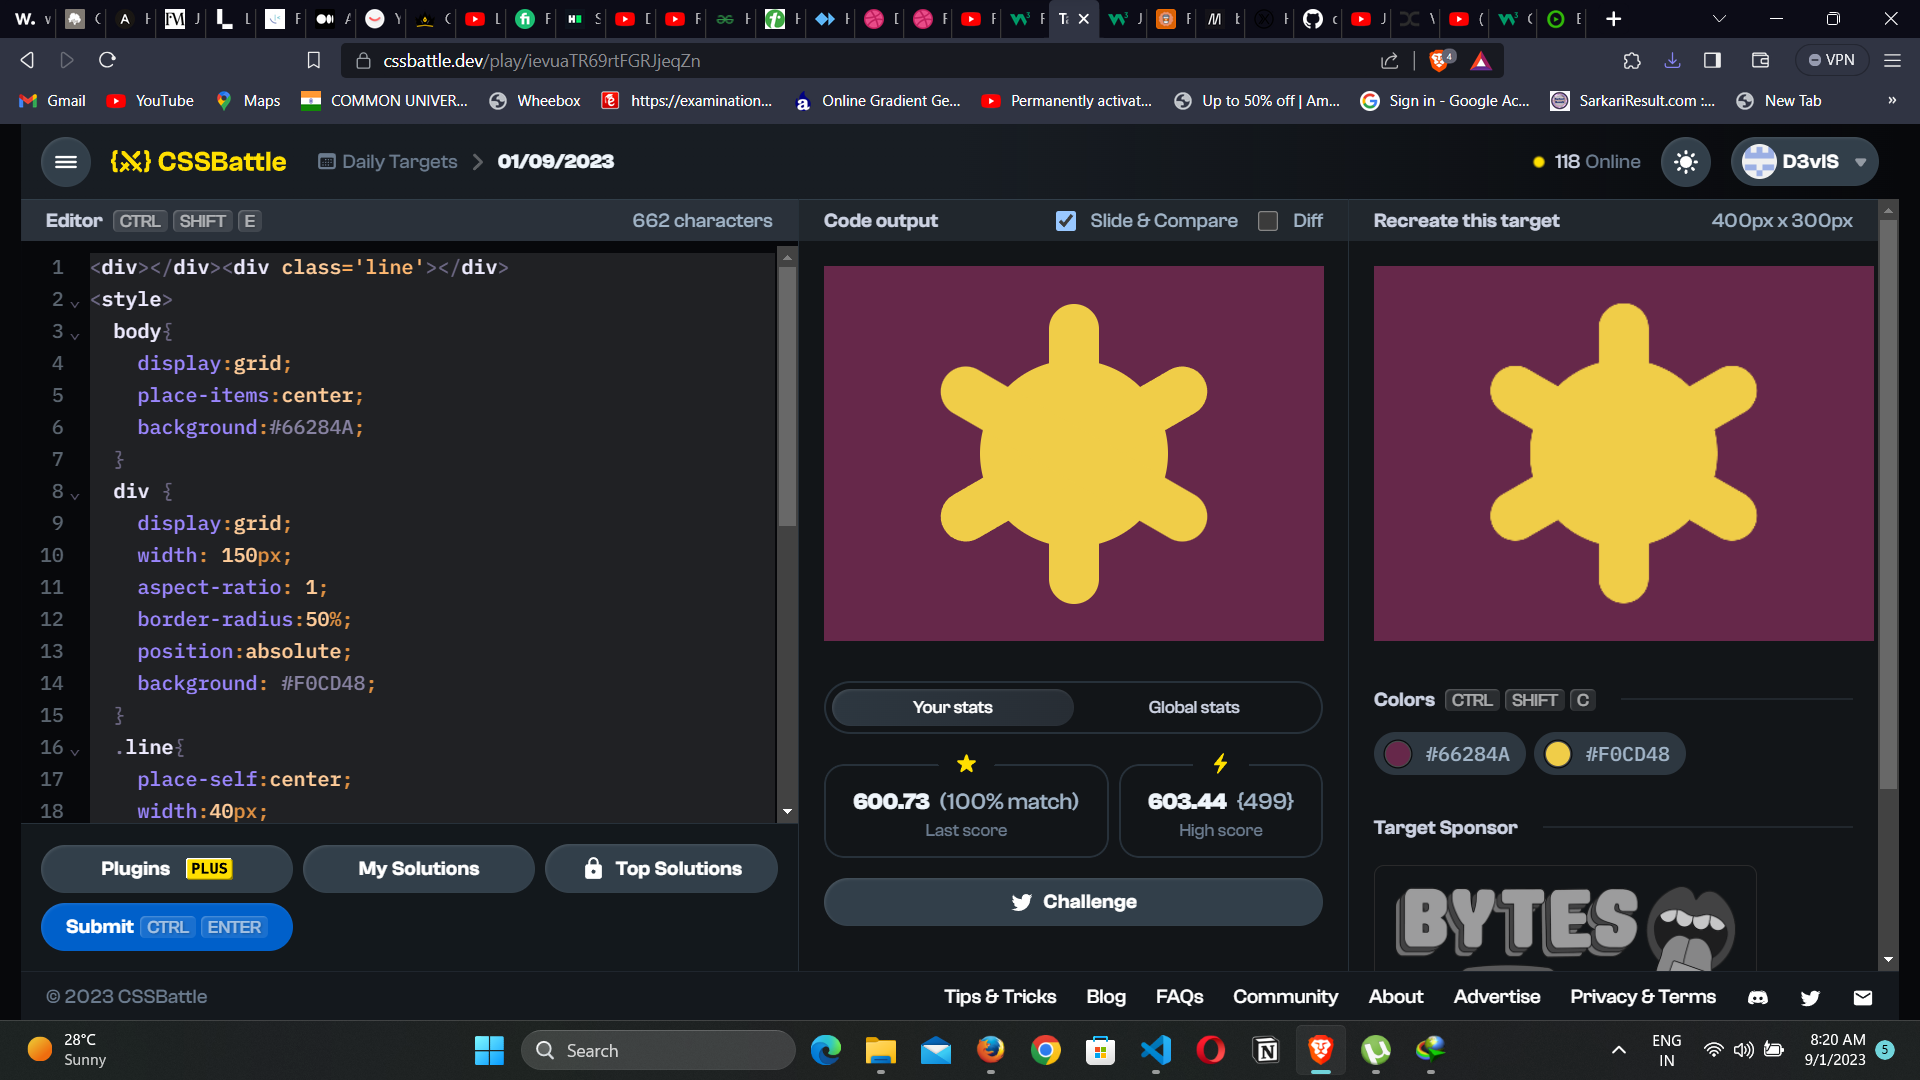 cssbattle.dev/play/ievuaTR69rtFGRJjeqZn
4
VPN
Gmail
YouTube
Maps
COMMON UNIVER...
Wheebox
https://examination...
Online Gradient Ge...
Permanently activat...
Up to 50% off | Am...
Sign in - Google Ac...
SarkariResult.com :...
New Tab
»
CSSBattle
Daily Targets
01/09/2023
118 Online
D3vlS
Editor CTRL SHIFT E
662 characters
1 <div></div><div class='line'></div>
2 <style>
3 body{
4 display:grid;
5 place-items:center;
6 background:#66284A;
7 }
8 div {
9 display:grid;
10 width: 150px;
11 aspect-ratio: 1;
12 border-radius:50%;
13 position:absolute;
14 background: #F0CD48;
15 }
16 .line{
17 place-self:center;
18 width:40px;
Plugins PLUS
My Solutions
Top Solutions
Submit CTRL ENTER
Code output
Slide & Compare
Diff
Your stats
Global stats
600.73 (100% match)
Last score
603.44 {499}
High score
Challenge
Recreate this target
400px x 300px
Colors CTRL SHIFT C
#66284A
#F0CD48
Target Sponsor
BYTES
© 2023 CSSBattle
Tips & Tricks
Blog
FAQs
Community
About
Advertise
Privacy & Terms
28°C
Sunny
Search
ENG
IN
8:20 AM
9/1/2023
5